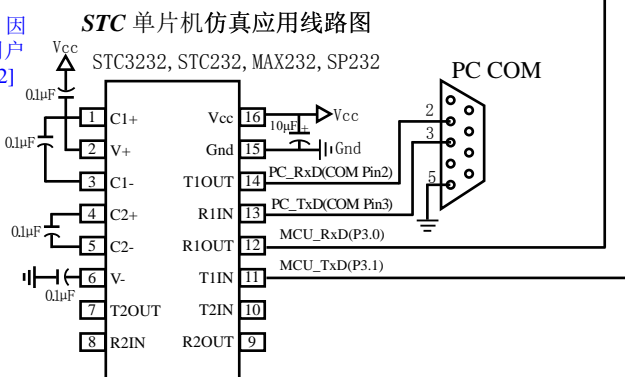 因
户
2]
STC 单片机仿真应用线路图
STC3232,STC232,MAX232,SP232
PC COM
Vcc
0.1μF
1 C1+
Vcc 16
Vcc
10μF +
0.1μF
2 V+
Gnd 15
Gnd
3 C1-
T1OUT 14
PC_RxD(COM Pin2)
4 C2+
R1IN 13
PC_TxD(COM Pin3)
0.1μF
5 C2-
R1OUT 12
MCU_RxD(P3.0)
6 V-
T1IN 11
MCU_TxD(P3.1)
0.1μF
7 T2OUT
T2IN 10
8 R2IN
R2OUT 9
2
3
5